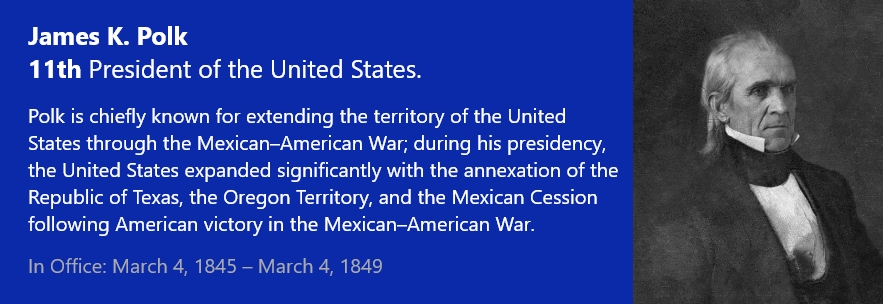 James K. Polk
11th President of the United States.
Polk is chiefly known for extending the territory of the United
States through the Mexican–American War; during his presidency,
the United States expanded significantly with the annexation of the
Republic of Texas, the Oregon Territory, and the Mexican Cession
following American victory in the Mexican–American War.
In Office: March 4, 1845 – March 4, 1849